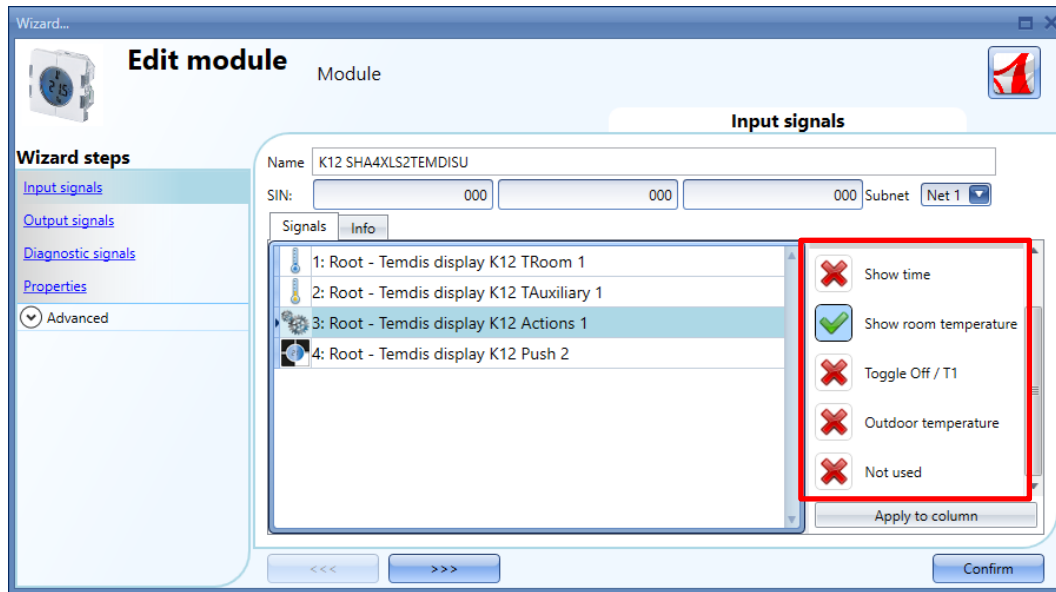 Wizard...
Edit module
Module
Input signals
Wizard steps
Input signals
Output signals
Diagnostic signals
Properties
Advanced
Name K12 SHA4XLS2TEMDISU
SIN: 000 000 000 Subnet Net 1
Signals Info
1: Root - Temdis display K12 TRoom 1
2: Root - Temdis display K12 TAuxiliary 1
3: Root - Temdis display K12 Actions 1
4: Root - Temdis display K12 Push 2
Show time
Show room temperature
Toggle Off / T1
Outdoor temperature
Not used
Apply to column
<<< >>> Confirm